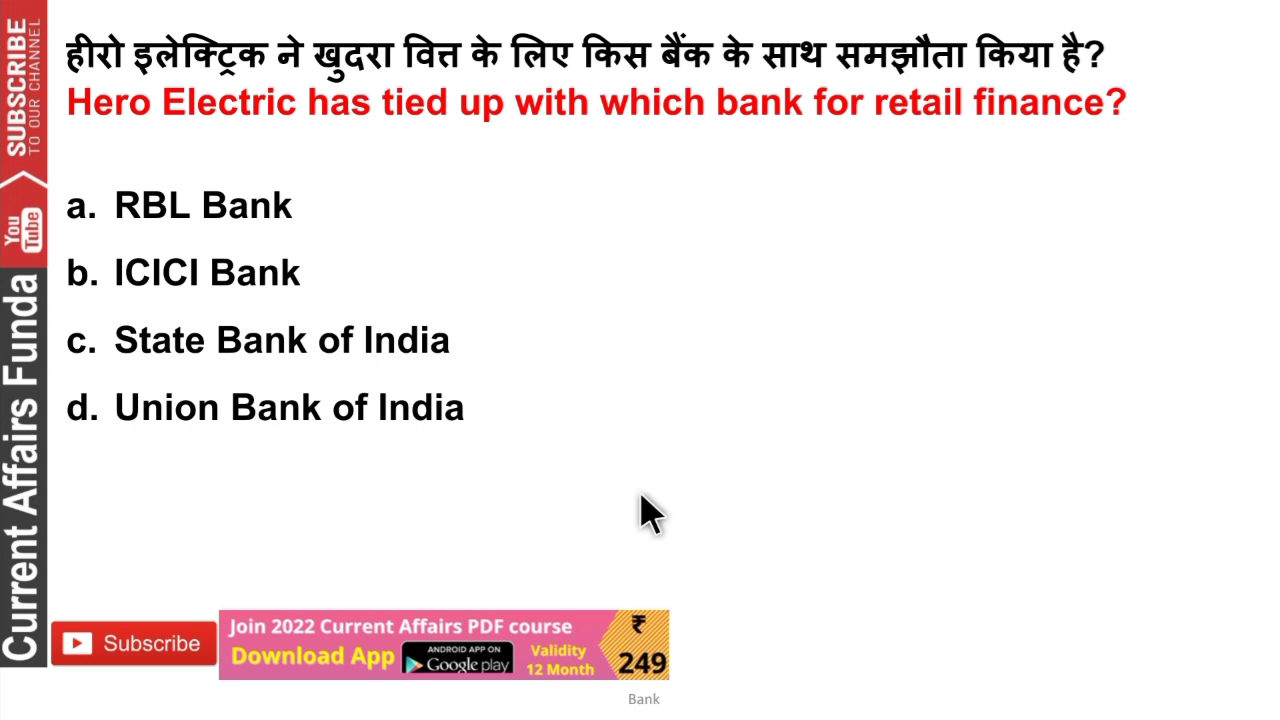 हीरो इलेक्ट्रिक ने खुदरा वित्त के लिए किस बैंक के साथ समझौता किया है?
Hero Electric has tied up with which bank for retail finance?
a. RBL Bank
b. ICICI Bank
c. State Bank of India
d. Union Bank of India
SUBSCRIBE
TO OUR CHANNEL
You
Tube
Current Affairs Funda
Subscribe
Join 2022 Current Affairs PDF course
Download App
ANDROID APP ON
Google play
Validity
12 Month
₹
249
Bank